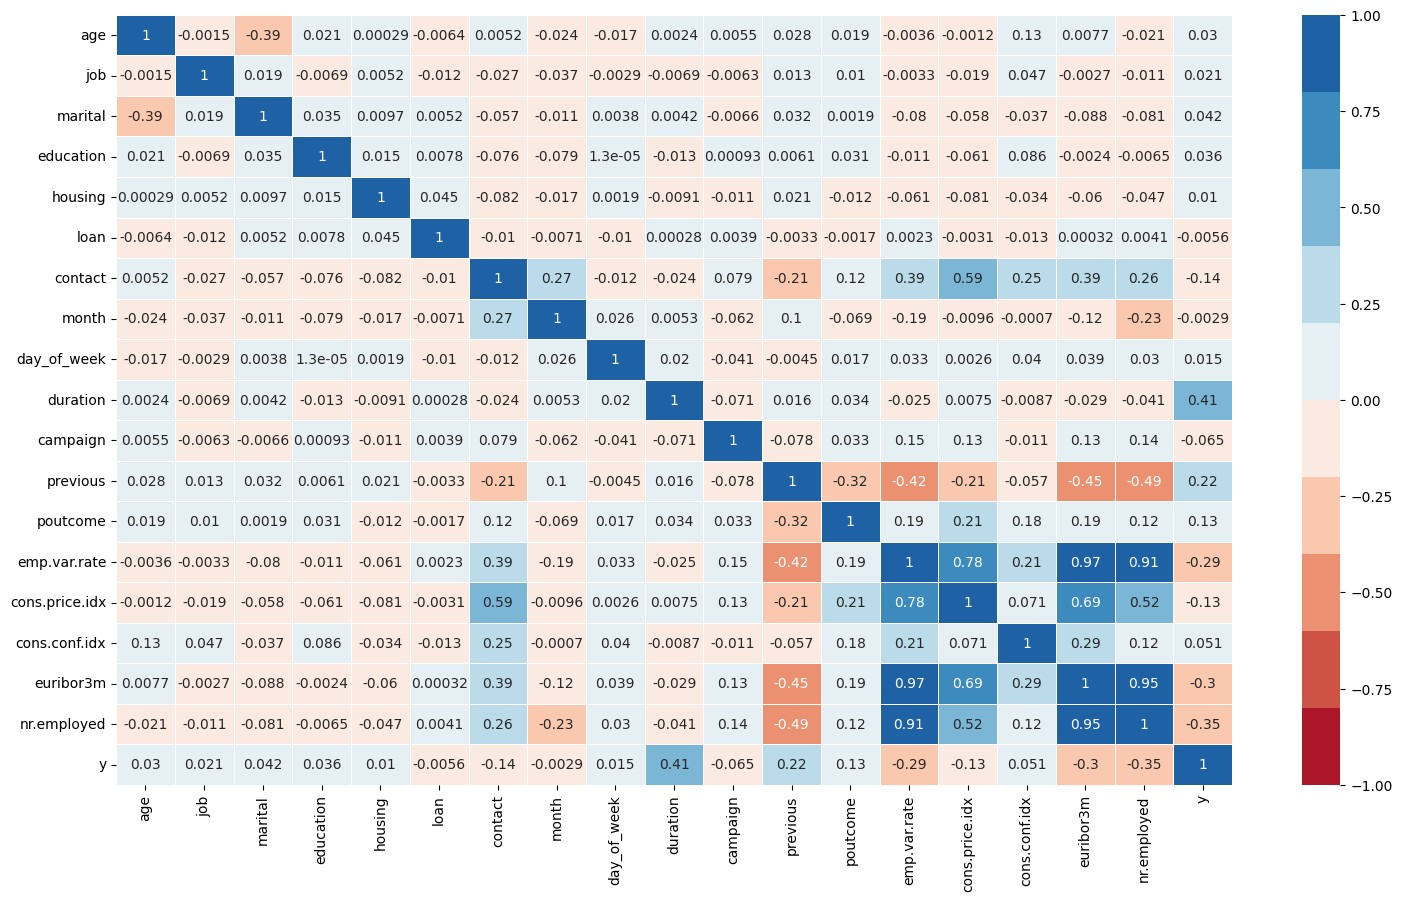 age 1 -0.0015 -0.39 0.021 0.00029 -0.0064 0.0052 -0.024 -0.017 0.0024 0.0055 0.028 0.019 -0.0036 -0.0012 0.13 0.0077 -0.021 0.03
job -0.0015 1 0.019 -0.0069 0.0052 -0.012 -0.027 -0.037 -0.0029 -0.0069 -0.0063 0.013 0.01 -0.0033 -0.019 0.047 -0.0027 -0.011 0.021
marital -0.39 0.019 1 0.035 0.0097 0.0052 -0.057 -0.011 0.0038 0.0042 -0.0066 0.032 0.0019 -0.08 -0.058 -0.037 -0.088 -0.081 0.042
education 0.021 -0.0069 0.035 1 0.015 0.0078 -0.076 -0.079 1.3e-05 -0.013 0.00093 0.0061 0.031 -0.011 -0.061 0.086 -0.0024 -0.0065 0.036
housing 0.00029 0.0052 0.0097 0.015 1 0.045 -0.082 -0.017 0.0019 -0.0091 -0.011 0.021 -0.012 -0.061 -0.081 -0.034 -0.06 -0.047 0.01
loan -0.0064 -0.012 0.0052 0.0078 0.045 1 -0.01 -0.0071 -0.01 0.00028 0.0039 -0.0033 -0.0017 0.0023 -0.0031 -0.013 0.00032 0.0041 -0.0056
contact 0.0052 -0.027 -0.057 -0.076 -0.082 -0.01 1 0.27 -0.012 -0.024 0.079 -0.21 0.12 0.39 0.59 0.25 0.39 0.26 -0.14
month -0.024 -0.037 -0.011 -0.079 -0.017 -0.0071 0.27 1 0.026 0.0053 -0.062 0.1 -0.069 -0.19 -0.0096 -0.0007 -0.12 -0.23 -0.0029
day_of_week -0.017 -0.0029 0.0038 1.3e-05 0.0019 -0.01 -0.012 0.026 1 0.02 -0.041 -0.0045 0.017 0.033 0.0026 0.04 0.039 0.03 0.015
duration 0.0024 -0.0069 0.0042 -0.013 -0.0091 0.00028 -0.024 0.0053 0.02 1 -0.071 0.016 0.034 -0.025 0.0075 -0.0087 -0.029 -0.041 0.41
campaign 0.0055 -0.0063 -0.0066 0.00093 -0.011 0.0039 0.079 -0.062 -0.041 -0.071 1 -0.078 0.033 0.15 0.13 -0.011 0.13 0.14 -0.065
previous 0.028 0.013 0.032 0.0061 0.021 -0.0033 -0.21 0.1 -0.0045 0.016 -0.078 1 -0.32 -0.42 -0.21 -0.057 -0.45 -0.49 0.22
poutcome 0.019 0.01 0.0019 0.031 -0.012 -0.0017 0.12 -0.069 0.017 0.034 0.033 -0.32 1 0.19 0.21 0.18 0.19 0.12 0.13
emp.var.rate -0.0036 -0.0033 -0.08 -0.011 -0.061 0.0023 0.39 -0.19 0.033 -0.025 0.15 -0.42 0.19 1 0.78 0.21 0.97 0.91 -0.29
cons.price.idx -0.0012 -0.019 -0.058 -0.061 -0.081 -0.0031 0.59 -0.0096 0.0026 0.0075 0.13 -0.21 0.21 0.78 1 0.071 0.69 0.52 -0.13
cons.conf.idx 0.13 0.047 -0.037 0.086 -0.034 -0.013 0.25 -0.0007 0.04 -0.0087 -0.011 -0.057 0.18 0.21 0.071 1 0.29 0.12 0.051
euribor3m 0.0077 -0.0027 -0.088 -0.0024 -0.06 0.00032 0.39 -0.12 0.039 -0.029 0.13 -0.45 0.19 0.97 0.69 0.29 1 0.95 -0.3
nr.employed -0.021 -0.011 -0.081 -0.0065 -0.047 0.0041 0.26 -0.23 0.03 -0.041 0.14 -0.49 0.12 0.91 0.52 0.12 0.95 1 -0.35
y 0.03 0.021 0.042 0.036 0.01 -0.0056 -0.14 -0.0029 0.015 0.41 -0.065 0.22 0.13 -0.29 -0.13 0.051 -0.3 -0.35 1
age job marital education housing loan contact month day_of_week duration campaign previous poutcome emp.var.rate cons.price.idx cons.conf.idx euribor3m nr.employed y
1.00
0.75
0.50
0.25
0.00
−0.25
−0.50
−0.75
−1.00